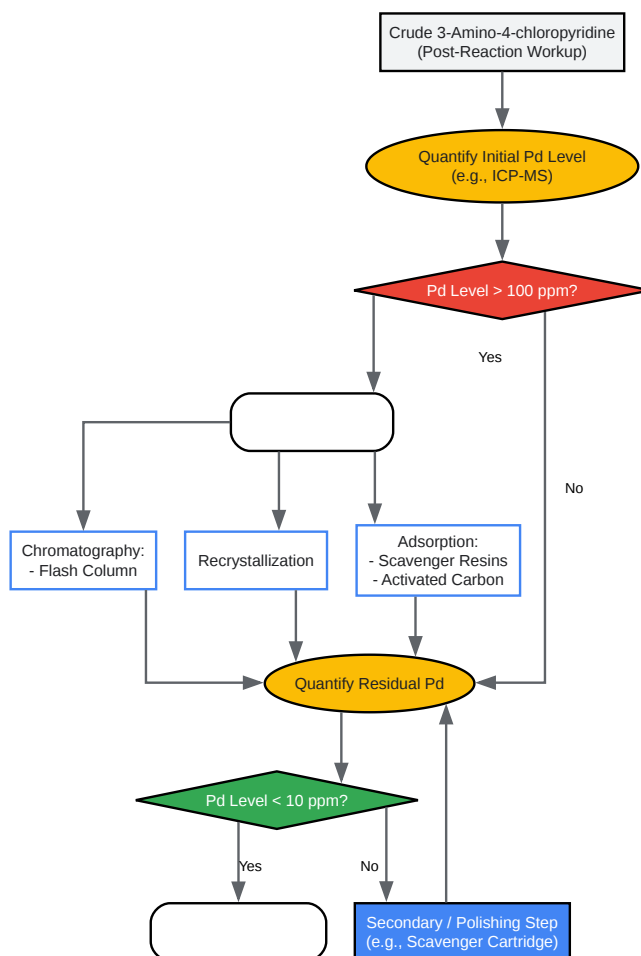 Crude 3-Amino-4-chloropyridine
(Post-Reaction Workup)
Quantify Initial Pd Level
(e.g., ICP-MS)
Pd Level > 100 ppm?
Yes
No
Chromatography:
- Flash Column
Recrystallization
Adsorption:
- Scavenger Resins
- Activated Carbon
Quantify Residual Pd
Pd Level < 10 ppm?
Yes
No
Secondary / Polishing Step
(e.g., Scavenger Cartridge)